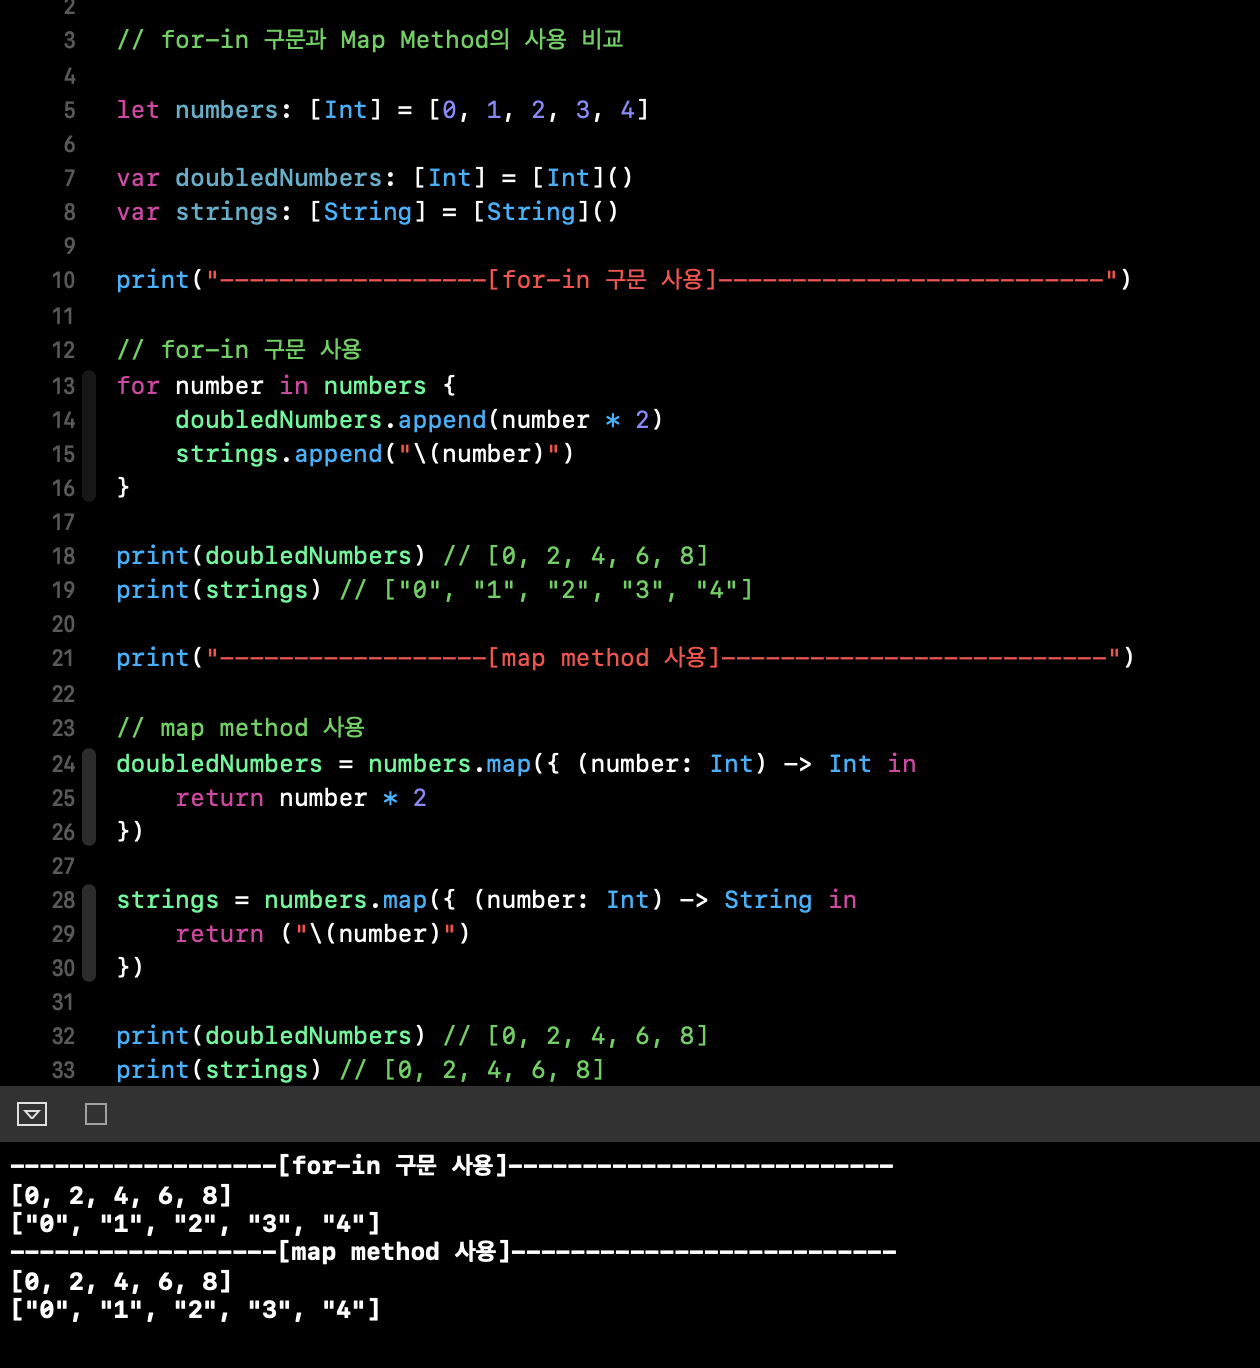 2
3 // for-in 구문과 Map Method의 사용 비교
4
5 let numbers: [Int] = [0, 1, 2, 3, 4]
6
7 var doubledNumbers: [Int] = [Int]()
8 var strings: [String] = [String]()
9
10 print("------------------[for-in 구문 사용]--------------------------")
11
12 // for-in 구문 사용
13 for number in numbers {
14     doubledNumbers.append(number * 2)
15     strings.append("\(number)")
16 }
17
18 print(doubledNumbers) // [0, 2, 4, 6, 8]
19 print(strings) // ["0", "1", "2", "3", "4"]
20
21 print("------------------[map method 사용]--------------------------")
22
23 // map method 사용
24 doubledNumbers = numbers.map({ (number: Int) -> Int in
25     return number * 2
26 })
27
28 strings = numbers.map({ (number: Int) -> String in
29     return ("\(number)")
30 })
31
32 print(doubledNumbers) // [0, 2, 4, 6, 8]
33 print(strings) // [0, 2, 4, 6, 8]
------------------[for-in 구문 사용]--------------------------
[0, 2, 4, 6, 8]
["0", "1", "2", "3", "4"]
------------------[map method 사용]--------------------------
[0, 2, 4, 6, 8]
["0", "1", "2", "3", "4"]